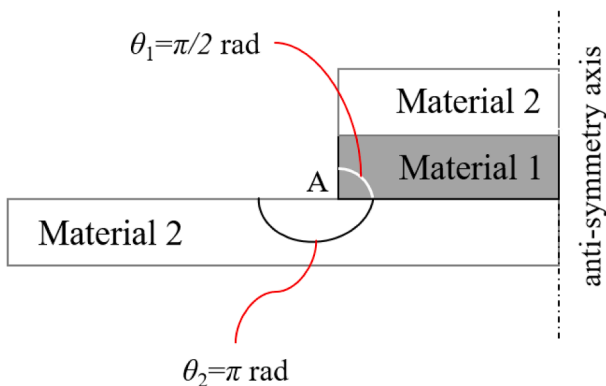 θ₁=π/2 rad
Material 2
Material 1
A
Material 2
θ₂=π rad
anti-symmetry axis